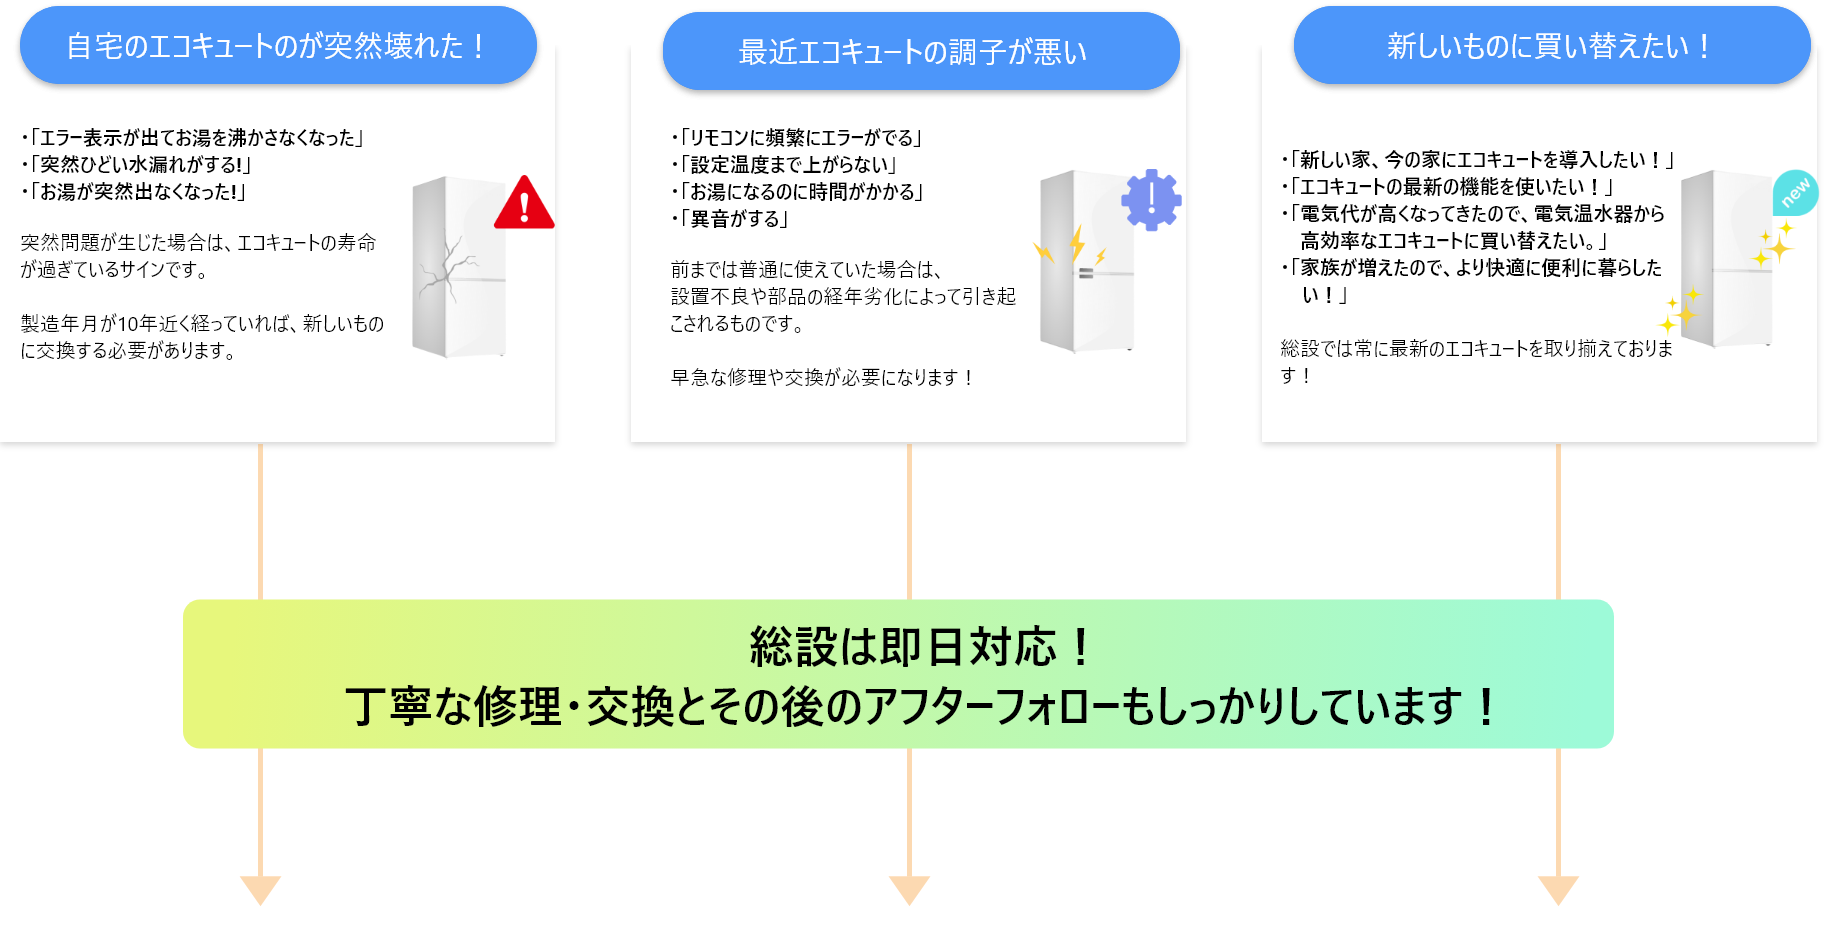 自宅のエコキュートのが突然壊れた！
・「エラー表示が出てお湯を沸かさなくなった」
・「突然ひどい水漏れがする!」
・「お湯が突然出なくなった!」
突然問題が生じた場合は、エコキュートの寿命
が過ぎているサインです。
製造年月が10年近く経っていれば、新しいもの
に交換する必要があります。
最近エコキュートの調子が悪い
・「リモコンに頻繁にエラーがでる」
・「設定温度まで上がらない」
・「お湯になるのに時間がかかる」
・「異音がする」
前までは普通に使えていた場合は、
設置不良や部品の経年劣化によって引き起
こされるものです。
早急な修理や交換が必要になります！
新しいものに買い替えたい！
・「新しい家、今の家にエコキュートを導入したい！」
・「エコキュートの最新の機能を使いたい！」
・「電気代が高くなってきたので、電気温水器から
高効率なエコキュートに買い替えたい。」
・「家族が増えたので、より快適に便利に暮らした
い！」
総設では常に最新のエコキュートを取り揃えておりま
す！
new
総設は即日対応！
丁寧な修理・交換とその後のアフターフォローもしっかりしています！